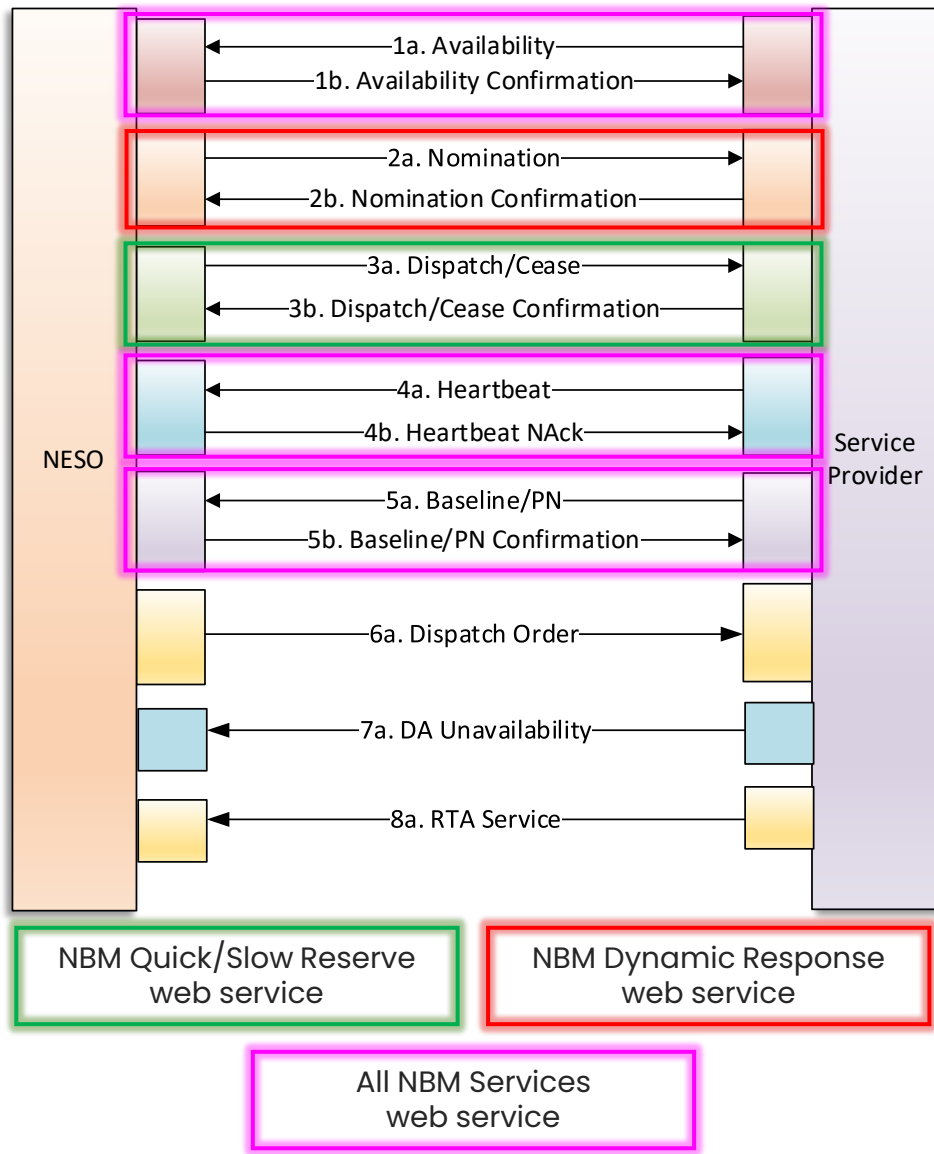 1a. Availability
1b. Availability Confirmation
2a. Nomination
2b. Nomination Confirmation
3a. Dispatch/Cease
3b. Dispatch/Cease Confirmation
4a. Heartbeat
4b. Heartbeat NAck
NESO
Service
Provider
5a. Baseline/PN
5b. Baseline/PN Confirmation
6a. Dispatch Order
7a. DA Unavailability
8a. RTA Service
NBM Quick/Slow Reserve
web service
NBM Dynamic Response
web service
All NBM Services
web service